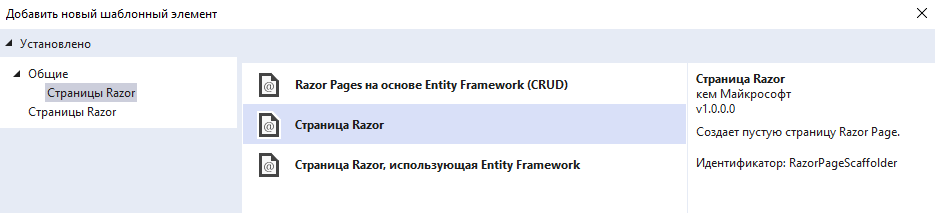 Добавить новый шаблонный элемент
Установлено
Общие
Страницы Razor
Страницы Razor
Razor Pages на основе Entity Framework (CRUD)
Страница Razor
Страница Razor, использующая Entity Framework
Страница Razor
кем Майкрософт
v1.0.0.0
Создает пустую страницу Razor Page.
Идентификатор: RazorPageScaffolder